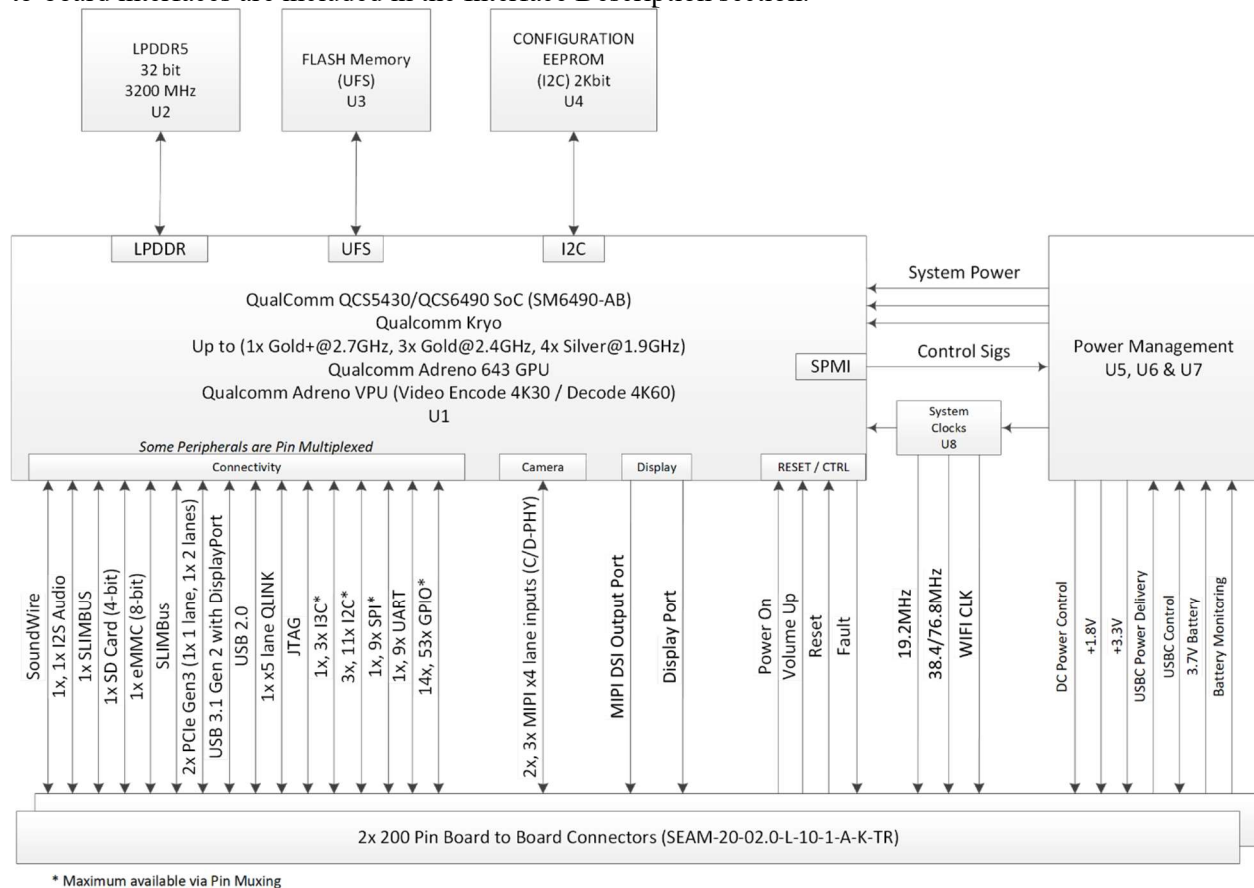 to-board interfaces are included in the Interface Description section.
LPDDR5
32 bit
3200 MHz
U2
FLASH Memory
(UFS)
U3
CONFIGURATION
EEPROM
(I2C) 2Kbit
U4
LPDDR
UFS
I2C
QualComm QCS5430/QCS6490 SoC (SM6490-AB)
Qualcomm Kryo
Up to (1x Gold+@2.7GHz, 3x Gold@2.4GHz, 4x Silver@1.9GHz)
Qualcomm Adreno 643 GPU
Qualcomm Adreno VPU (Video Encode 4K30 / Decode 4K60)
U1
SPMI
System Power
Control Sigs
Power Management
U5, U6 & U7
System
Clocks
U8
Some Peripherals are Pin Multiplexed
Connectivity
Camera
Display
RESET / CTRL
SoundWire
1x, 1x I2S Audio
1x SLIMBUS
1x SD Card (4-bit)
1x eMMC (8-bit)
SLIMBus
2x PCIe Gen3 (1x 1 lane, 1x 2 lanes)
USB 3.1 Gen 2 with DisplayPort
USB 2.0
1x x5 lane QLINK
JTAG
1x, 3x I3C*
3x, 11x I2C*
1x, 9x SPI*
1x, 9x UART
14x, 53x GPIO*
2x, 3x MIPI x4 lane inputs (C/D-PHY)
MIPI DSI Output Port
Display Port
Power On
Volume Up
Reset
Fault
19.2MHz
38.4/76.8MHz
WIFI CLK
DC Power Control
+1.8V
+3.3V
USBC Power Delivery
USBC Control
3.7V Battery
Battery Monitoring
2x 200 Pin Board to Board Connectors (SEAM-20-02.0-L-10-1-A-K-TR)
* Maximum available via Pin Muxing